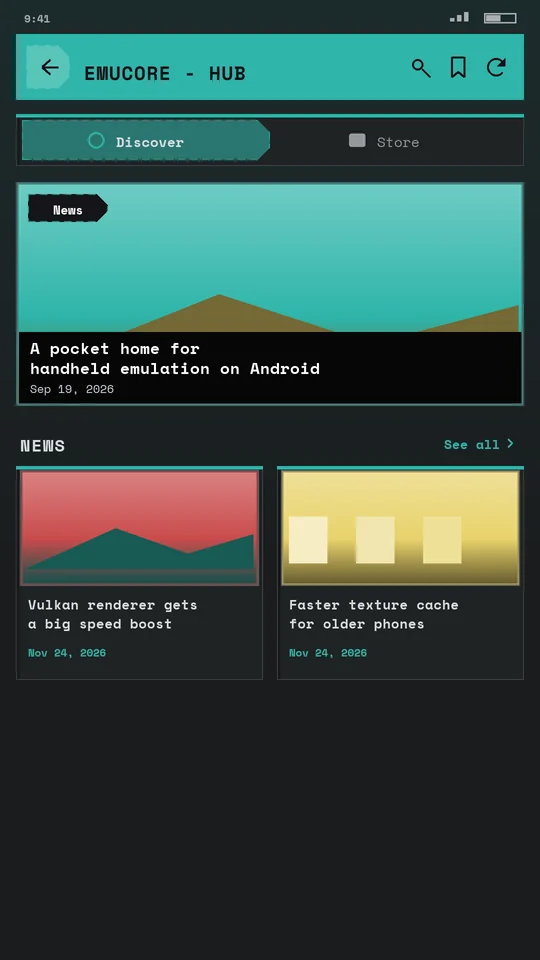 9:41
EMUCORE - HUB
Discover
Store
News
A pocket home for
handheld emulation on Android
Sep 19, 2026
NEWS
See all
Vulkan renderer gets
a big speed boost
Nov 24, 2026
Faster texture cache
for older phones
Nov 24, 2026